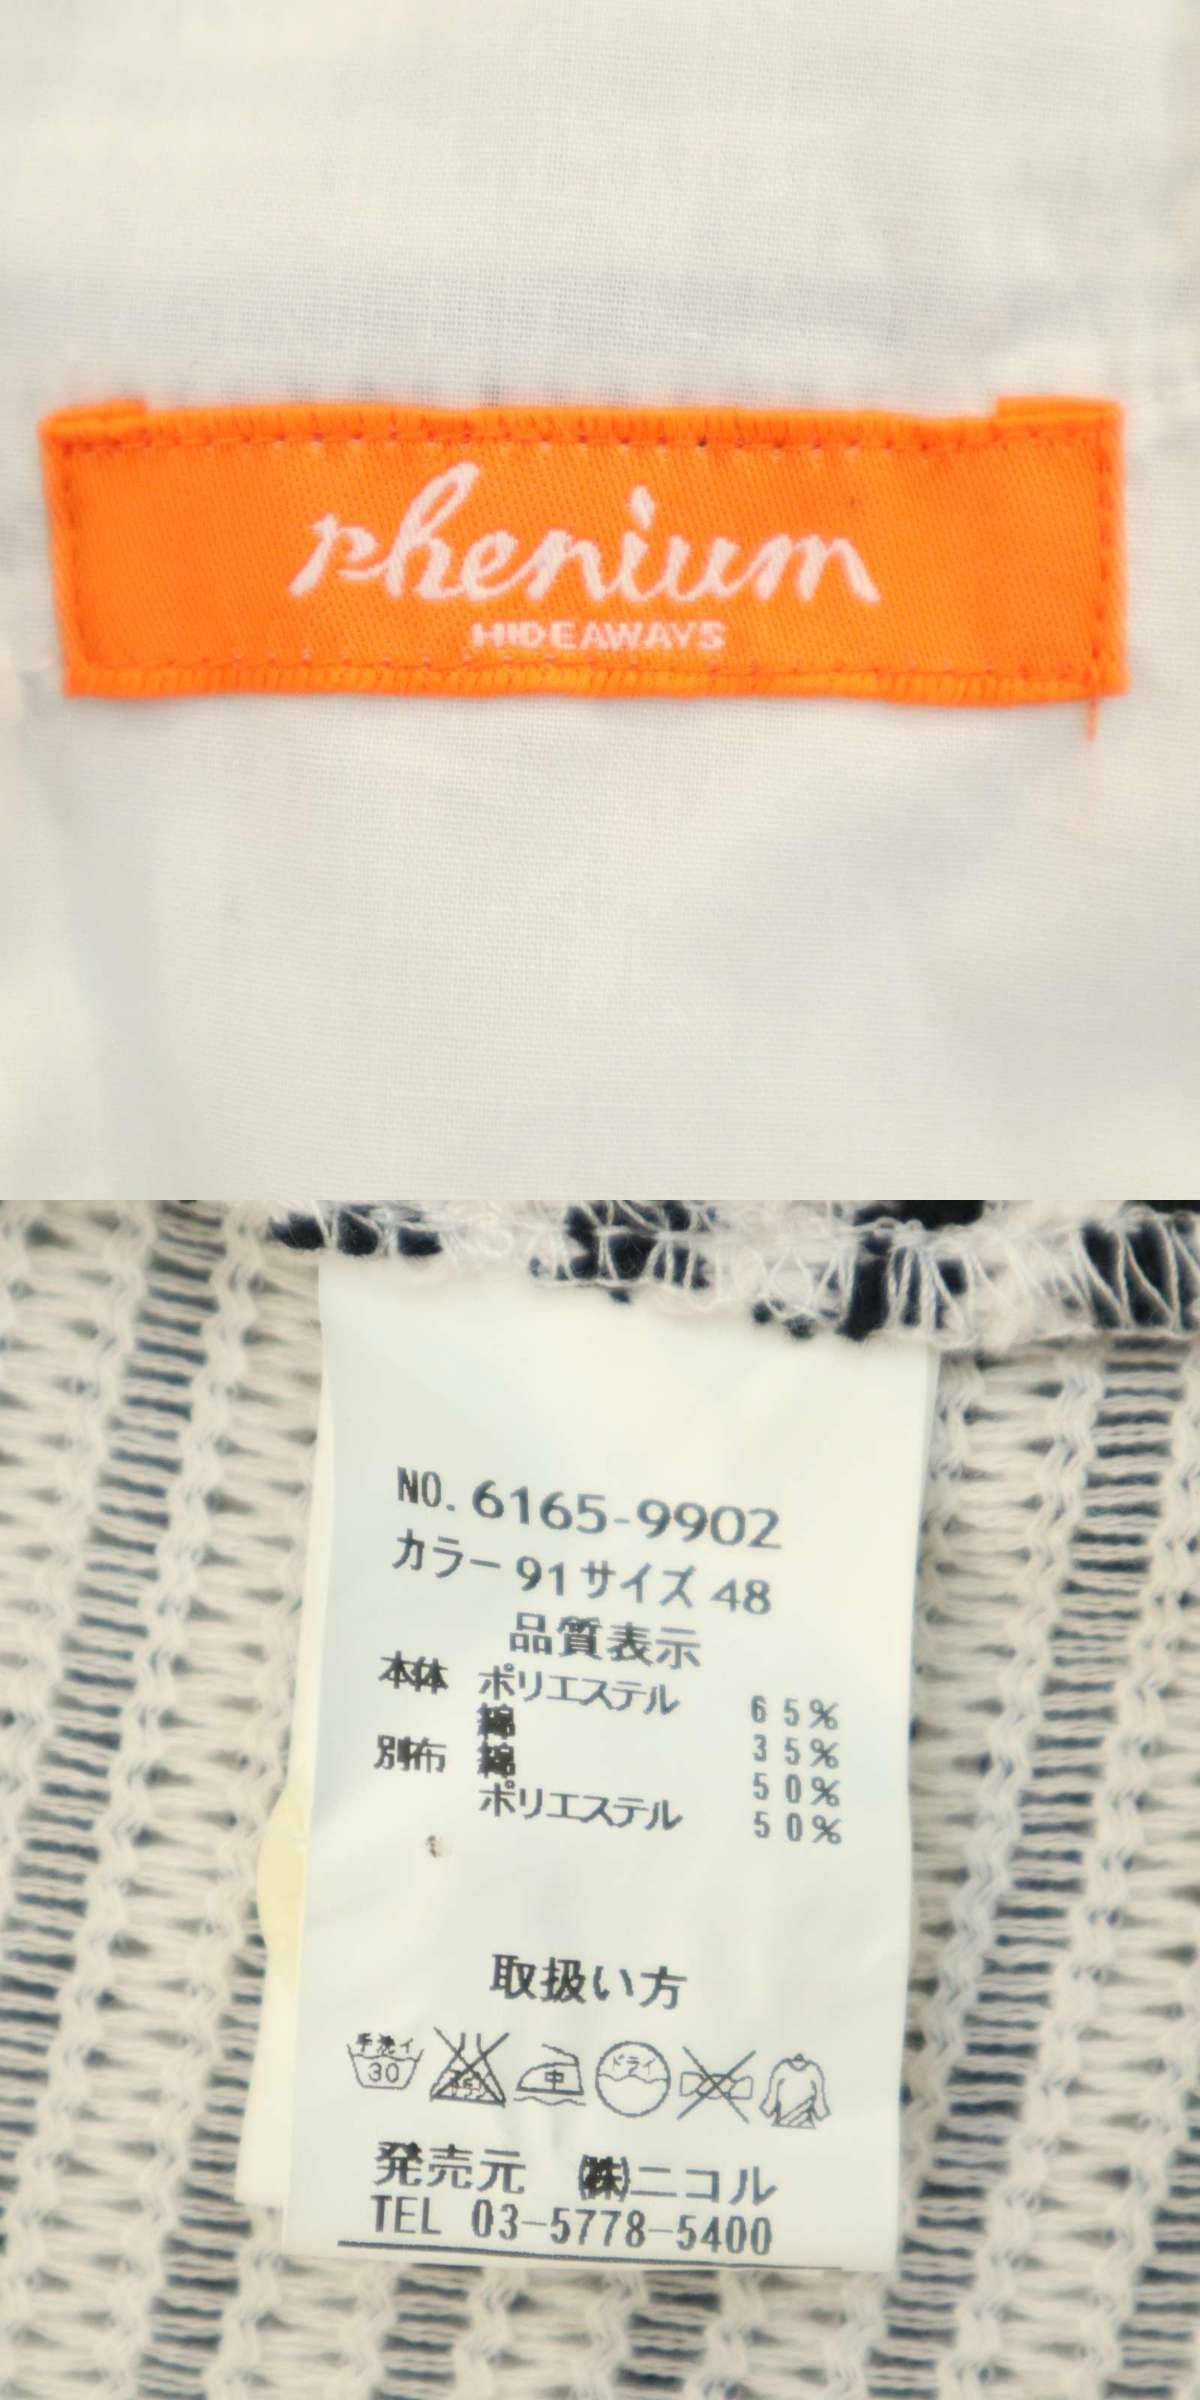 rhenium
HIDEAWAYS
NO. 6165-9902
カラー 91 サイズ 48
品質表示
本体 ポリエステル 65%
綿 35%
別布 綿 50%
ポリエステル 50%
取扱い方
手洗イ 30 中 ドライ
発売元 ㈱ニコル
TEL 03-5778-5400